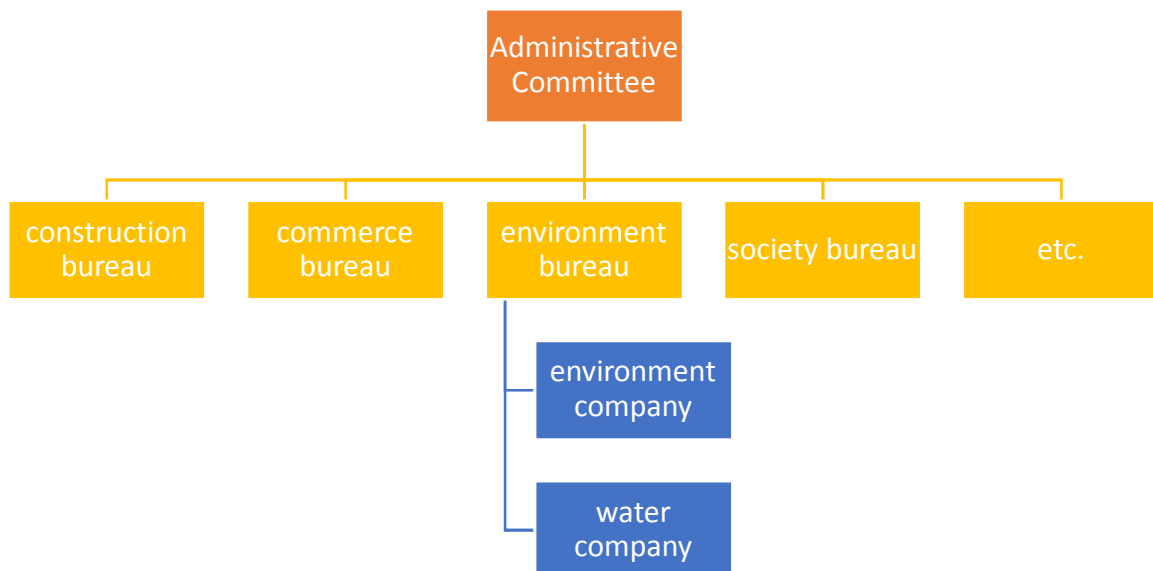 Administrative
Committee
construction
bureau
commerce
bureau
environment
bureau
society bureau
etc.
environment
company
water
company